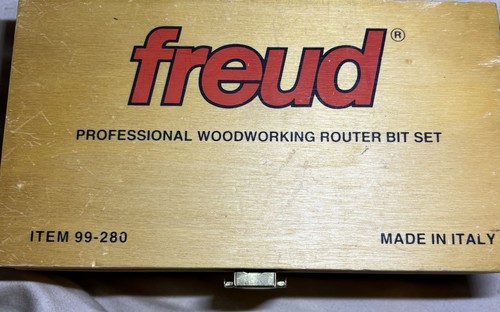 freud®
PROFESSIONAL WOODWORKING ROUTER BIT SET
ITEM 99-280
MADE IN ITALY